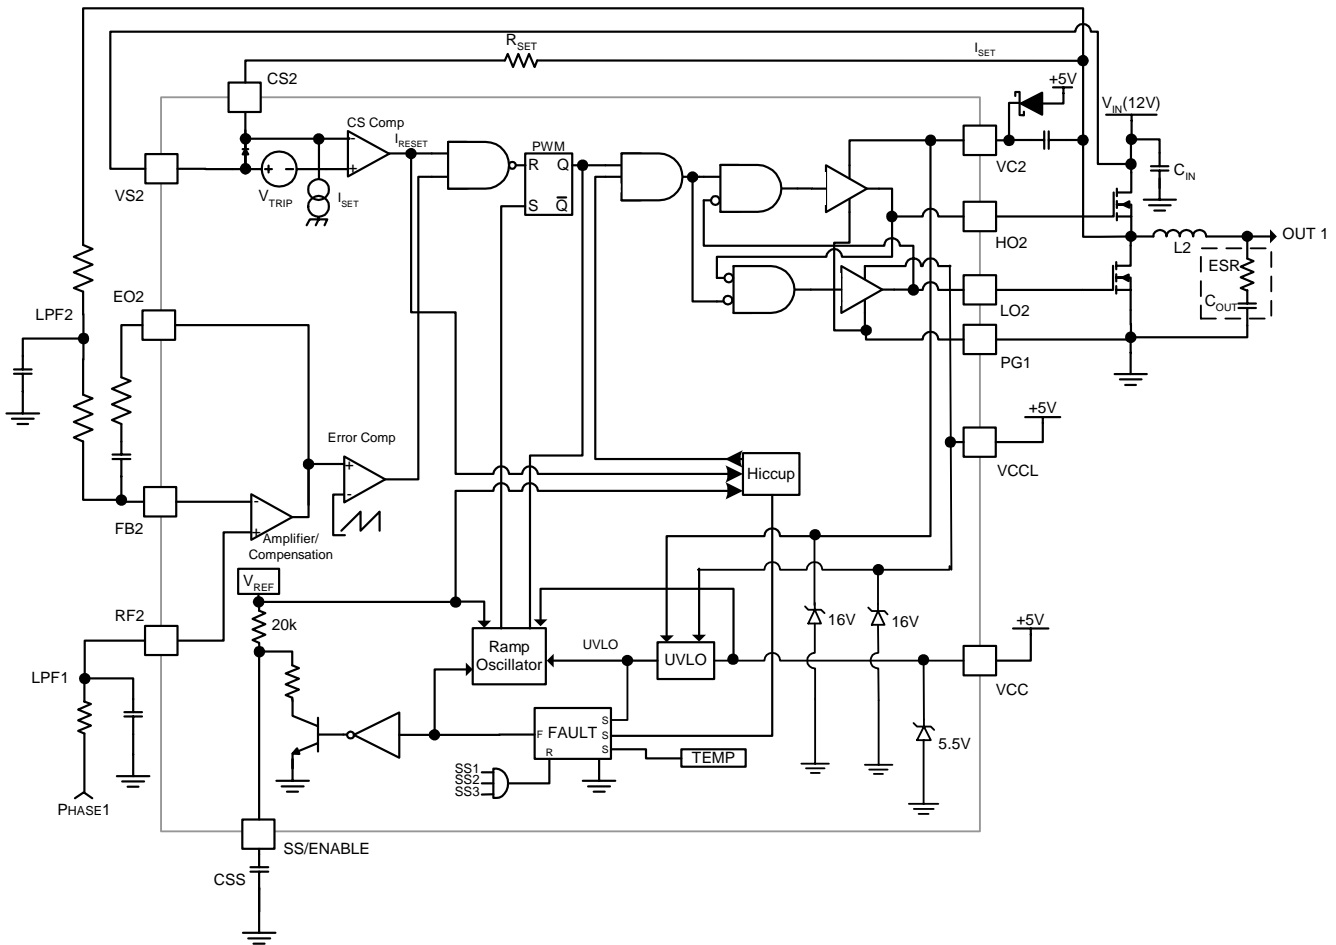 RSET
ISET
CS2
+5V
VIN(12V)
CS Comp
IRESET
PWM
- 
+
R Q
S Q
VC2
CIN
VS2
+ -
VTRIP
ISET
HO2
OUT 1
L2
ESR
COUT
EO2
LPF2
LO2
PG1
+5V
Error Comp
+
-
Hiccup
VCCL
FB2
-
+
Amplifier/
Compensation
VREF
RF2
20k
16V
16V
+5V
Ramp
Oscillator
UVLO
UVLO
LPF1
VCC
F FAULT S
S
S
R
5.5V
TEMP
SS1
SS2
SS3
PHASE1
SS/ENABLE
CSS